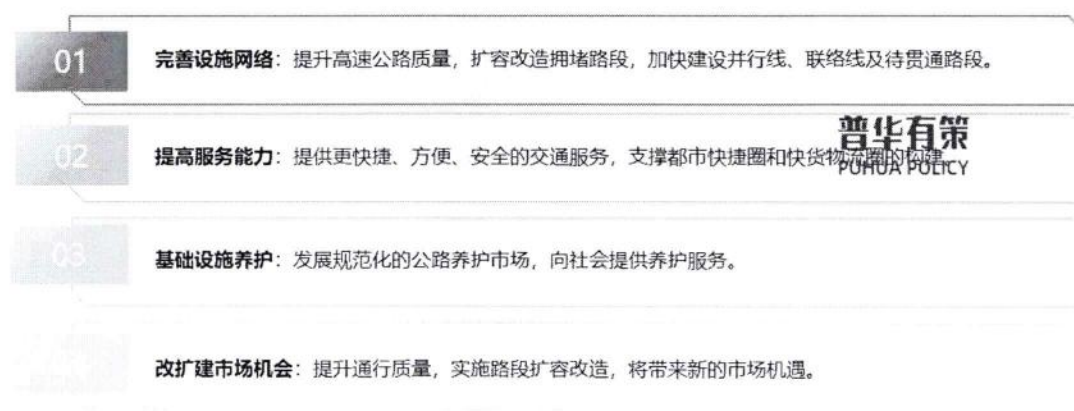 01
完善设施网络：提升高速公路质量，扩容改造拥堵路段，加快建设并行线、联络线及待贯通路段。
普华有策
02
提高服务能力：提供更快捷、方便、安全的交通服务，支撑都市快捷圈和快货物流圈的构建。
PUHUA POLICY
03
基础设施养护：发展规范化的公路养护市场，向社会提供养护服务。
改扩建市场机会：提升通行质量，实施路段扩容改造，将带来新的市场机遇。